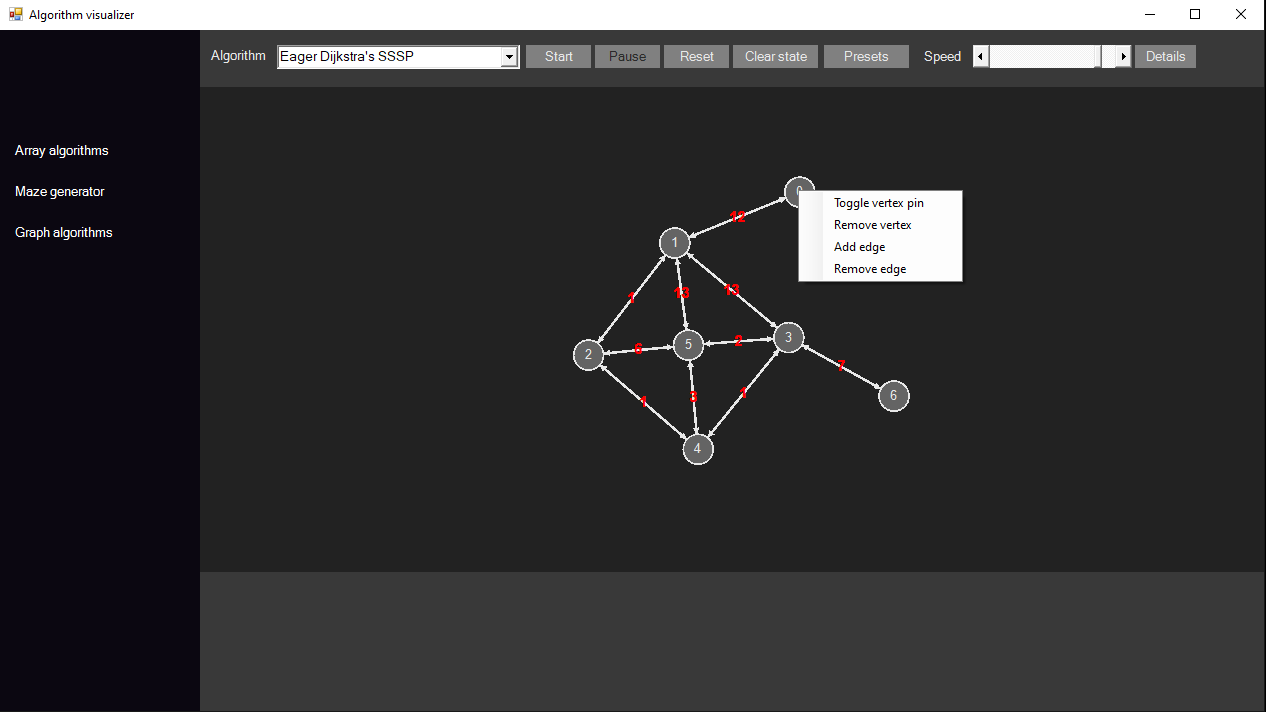 Algorithm visualizer
Algorithm Eager Dijkstra's SSSP Start Pause Reset Clear state Presets Speed Details
Array algorithms
Maze generator
Graph algorithms
0
Toggle vertex pin
Remove vertex
Add edge
Remove edge
12
1
13
13
1
2
6
5
2
3
7
6
1
3
1
4